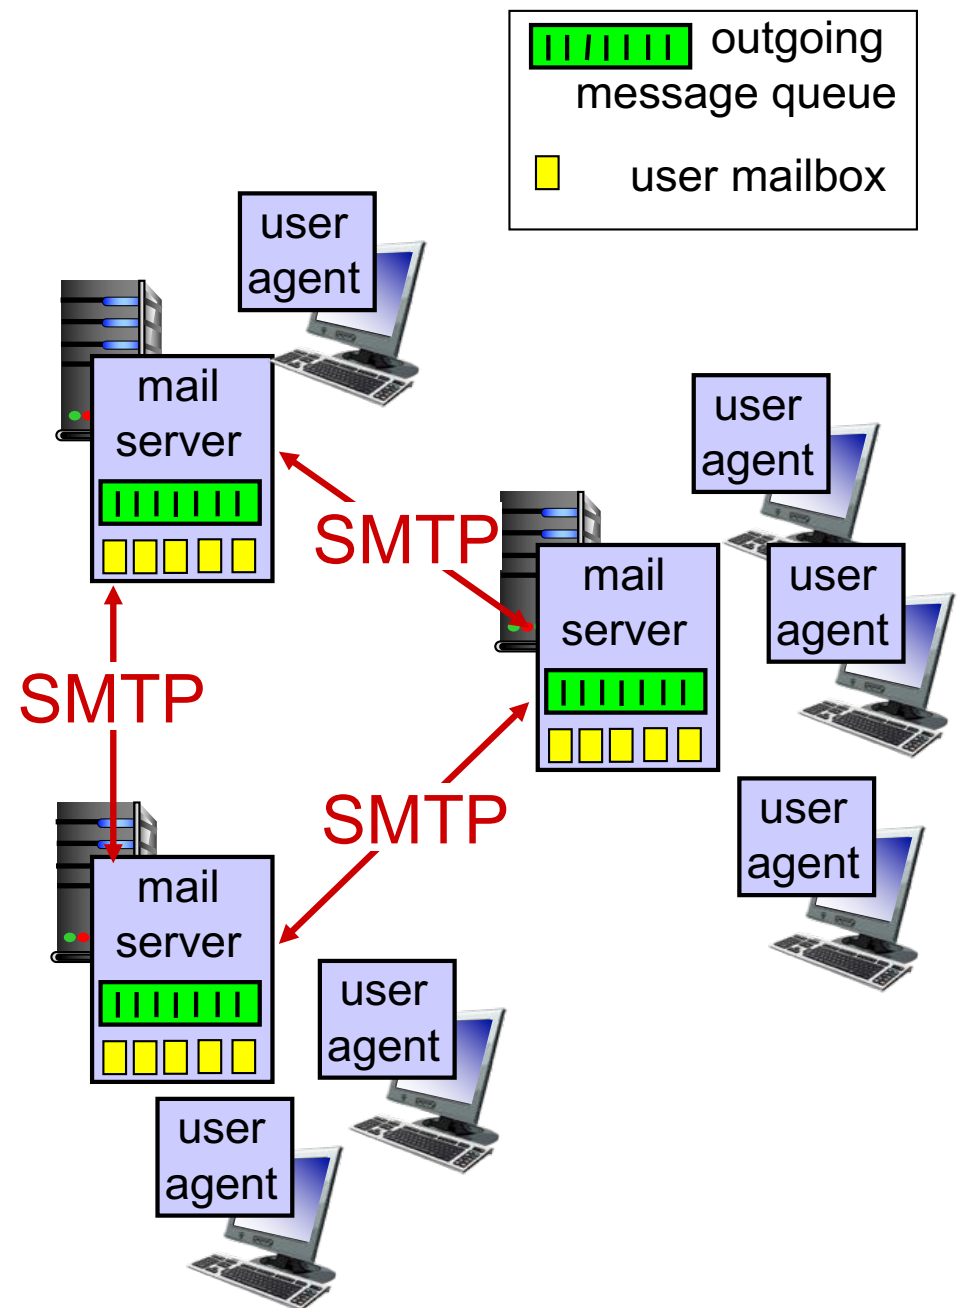 outgoing
message queue
user mailbox
user
agent
mail
server
user
agent
SMTP
mail
server
user
agent
SMTP
SMTP
user
agent
mail
server
user
agent
user
agent